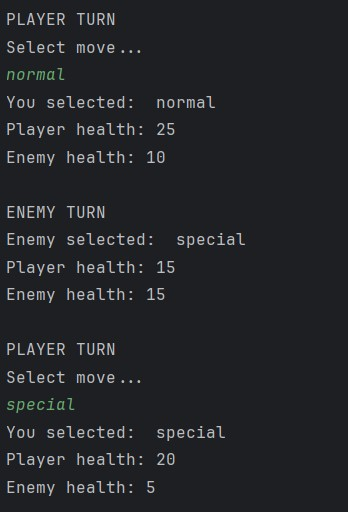 PLAYER TURN
Select move...
normal
You selected:  normal
Player health: 25
Enemy health: 10

ENEMY TURN
Enemy selected:  special
Player health: 15
Enemy health: 15

PLAYER TURN
Select move...
special
You selected:  special
Player health: 20
Enemy health: 5